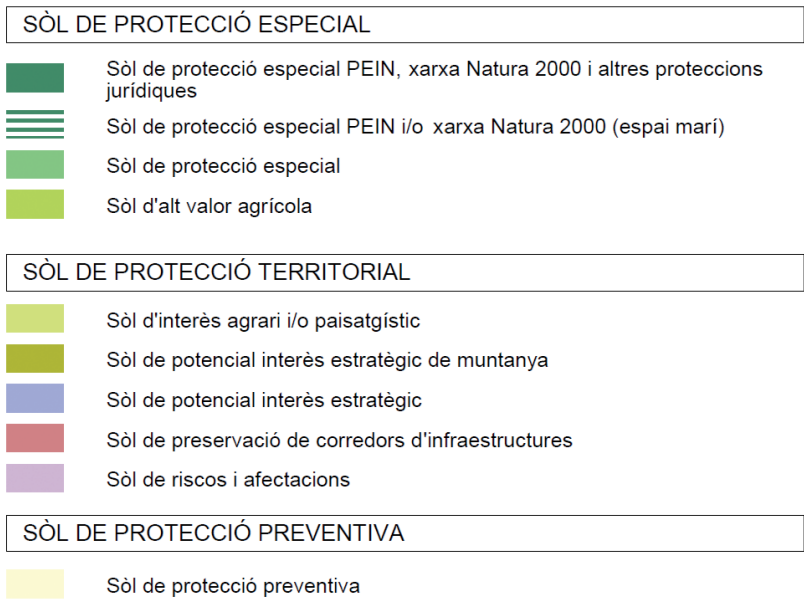 SÒL DE PROTECCIÓ ESPECIAL
Sòl de protecció especial PEIN, xarxa Natura 2000 i altres proteccions
jurídiques
Sòl de protecció especial PEIN i/o xarxa Natura 2000 (espai marí)
Sòl de protecció especial
Sòl d'alt valor agrícola
SÒL DE PROTECCIÓ TERRITORIAL
Sòl d'interès agrari i/o paisatgístic
Sòl de potencial interès estratègic de muntanya
Sòl de potencial interès estratègic
Sòl de preservació de corredors d'infraestructures
Sòl de riscos i afectacions
SÒL DE PROTECCIÓ PREVENTIVA
Sòl de protecció preventiva